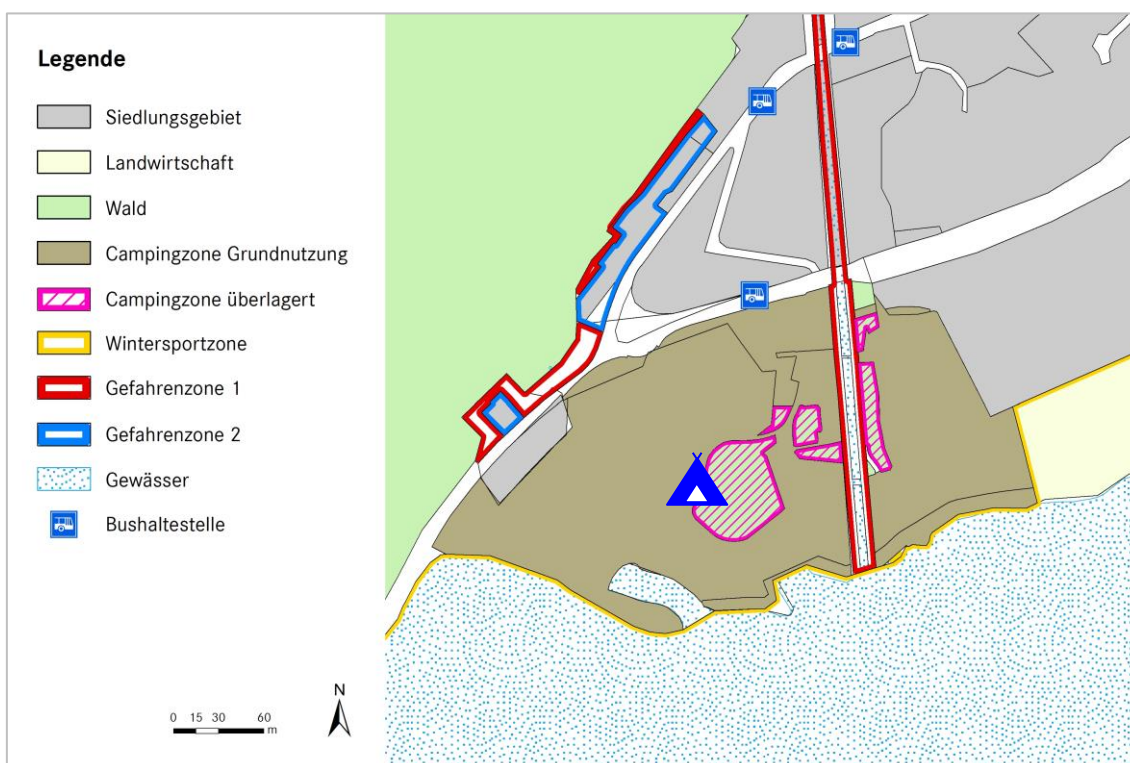 Legende
Siedlungsgebiet
Landwirtschaft
Wald
Campingzone Grundnutzung
Campingzone überlagert
Wintersportzone
Gefahrenzone 1
Gefahrenzone 2
Gewässer
Bushaltestelle
N
0 15 30 60
m